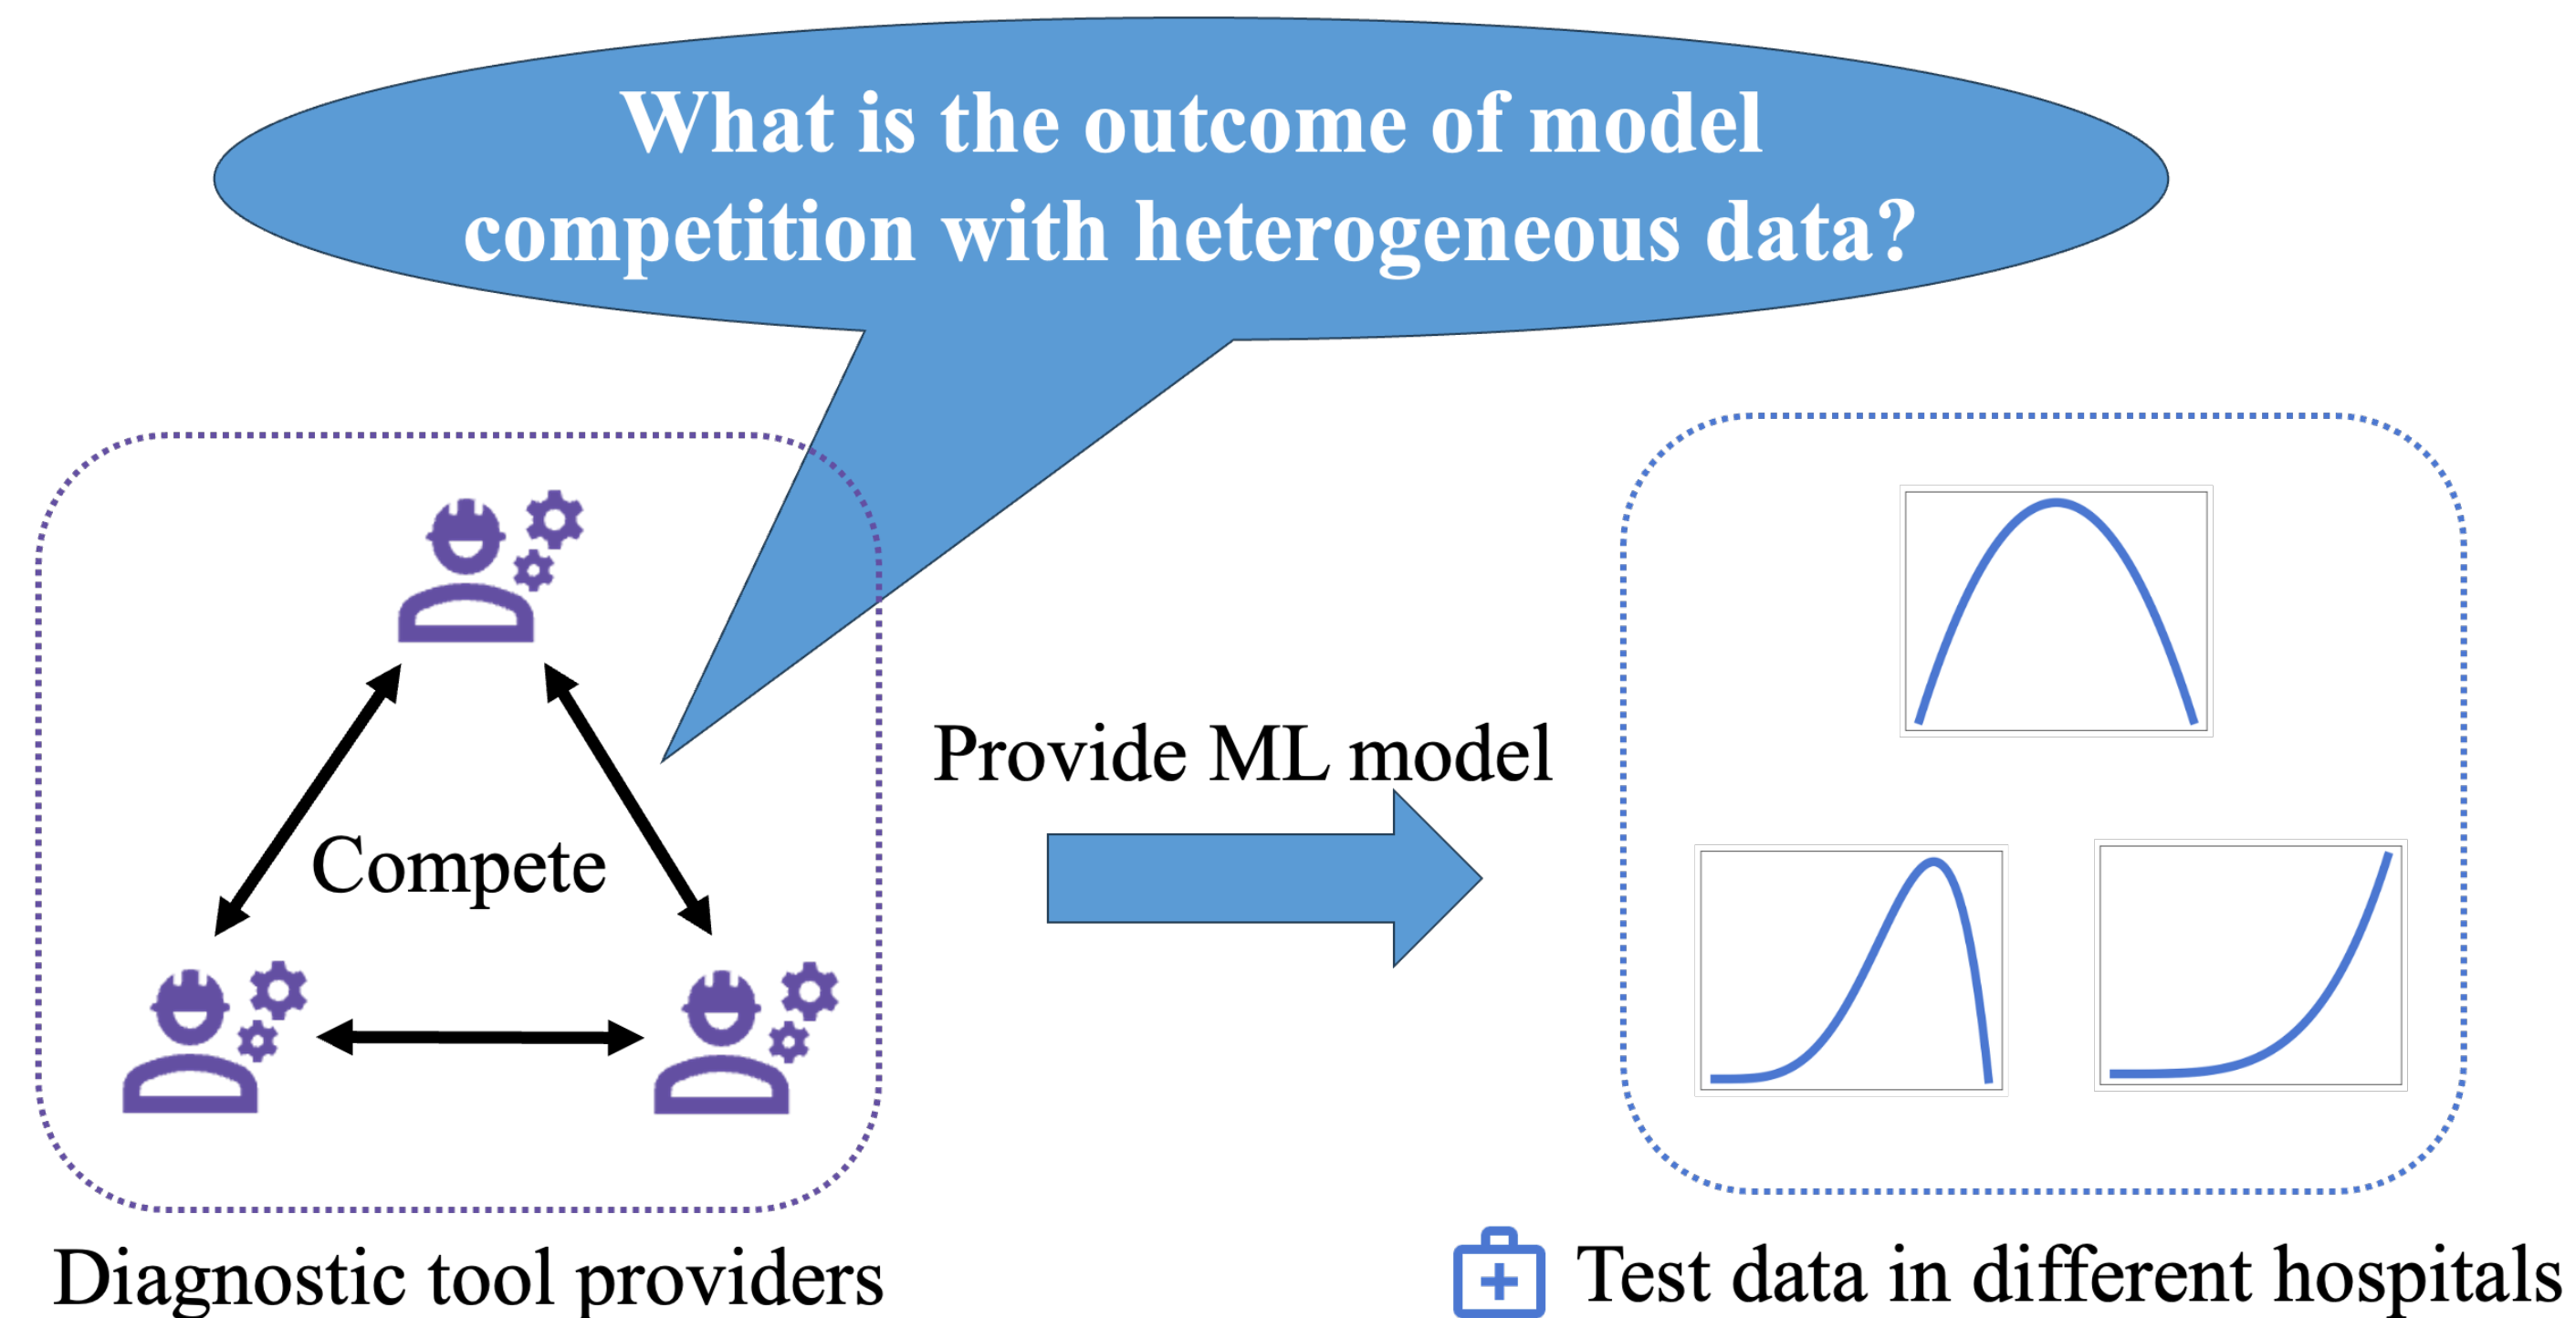 What is the outcome of model
competition with heterogeneous data?
Provide ML model
Compete
Diagnostic tool providers
Test data in different hospitals